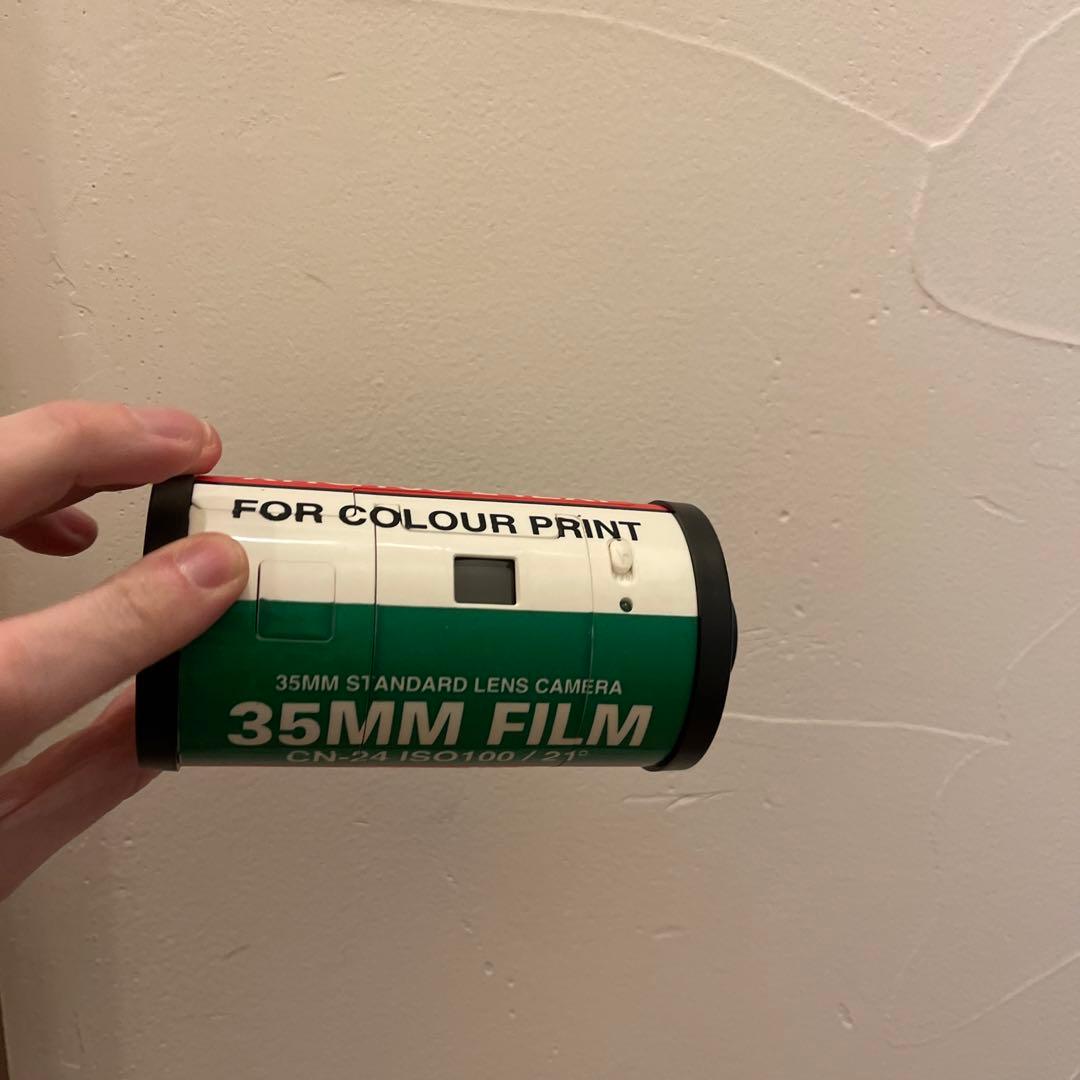 FOR COLOUR PRINT
35MM STANDARD LENS CAMERA
35MM FILM
CN-24 ISO100 / 21°